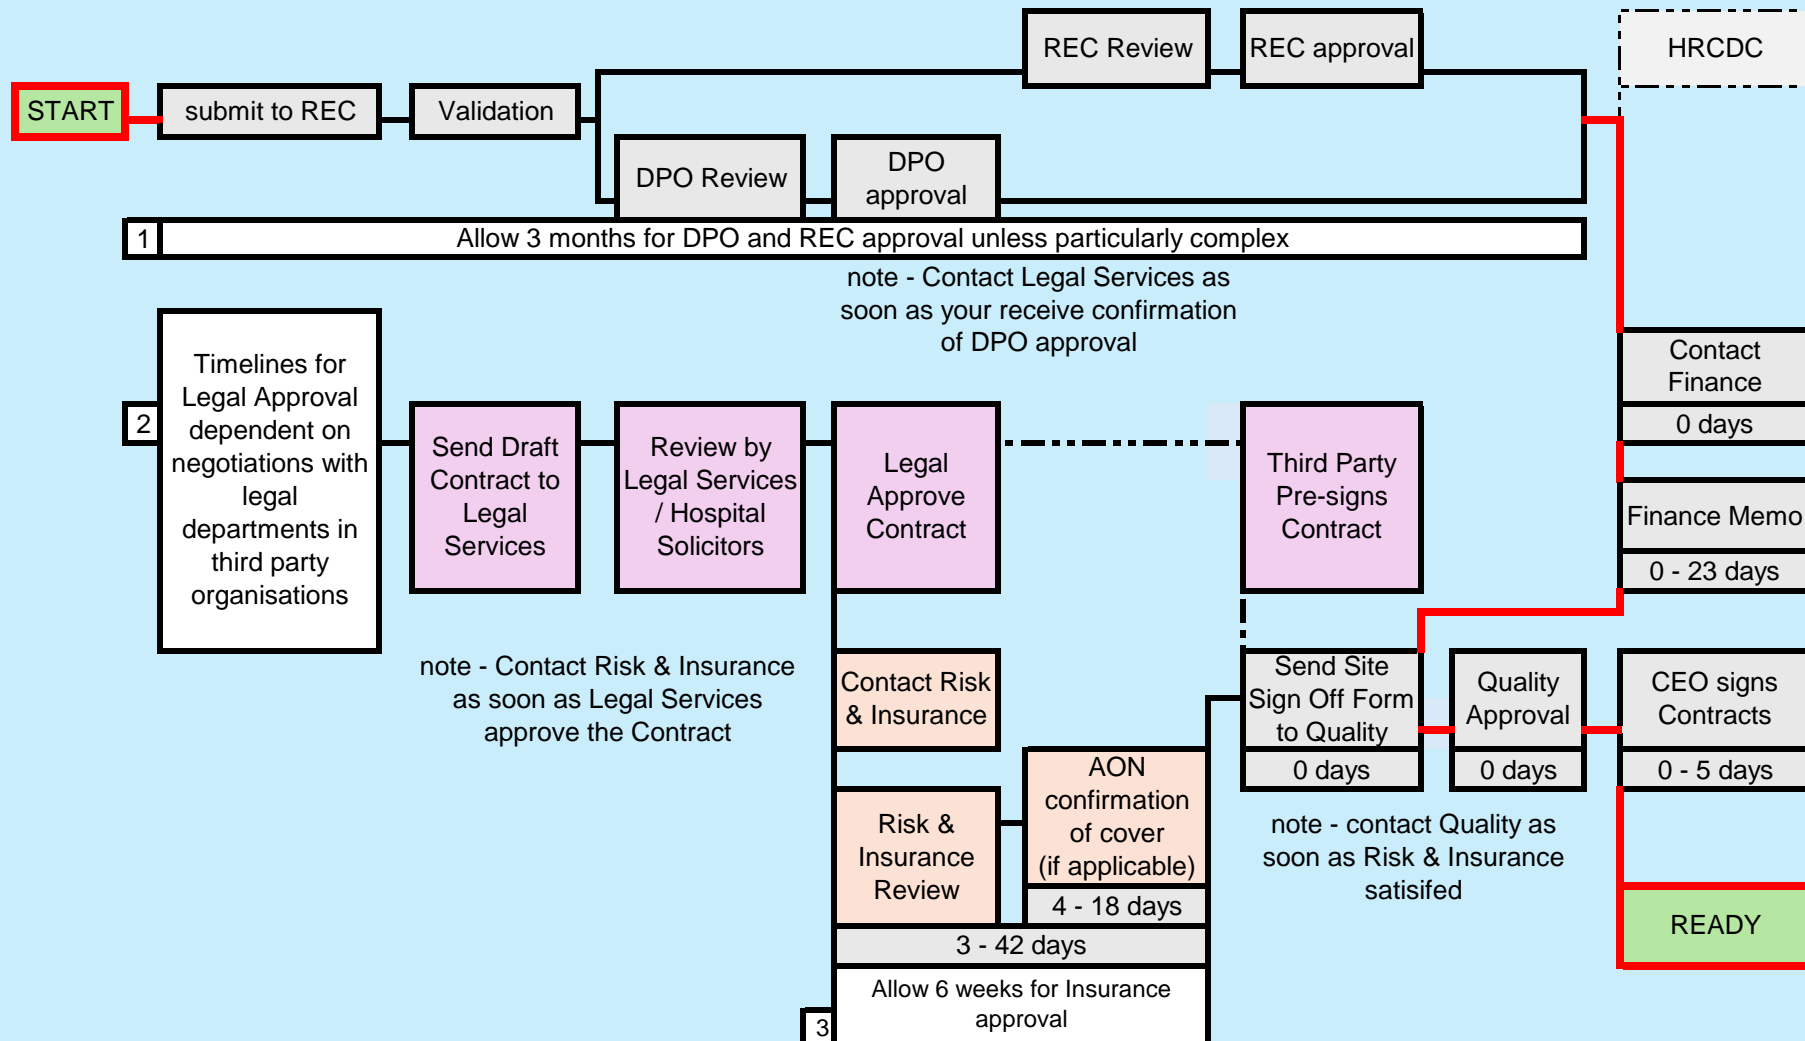 REC Review
REC approval
HRCDC
START
submit to REC
Validation
DPO Review
DPO
approval
1
Allow 3 months for DPO and REC approval unless particularly complex
note - Contact Legal Services as
soon as your receive confirmation
of DPO approval
2
Timelines for
Legal Approval
dependent on
negotiations with
legal
departments in
third party
organisations
Send Draft
Contract to
Legal
Services
Review by
Legal Services
/ Hospital
Solicitors
Legal
Approve
Contract
Third Party
Pre-signs
Contract
Contact
Finance
0 days
Finance Memo
0 - 23 days
note - Contact Risk & Insurance
as soon as Legal Services
approve the Contract
Contact Risk
& Insurance
Send Site
Sign Off Form
to Quality
0 days
Quality
Approval
0 days
CEO signs
Contracts
0 - 5 days
Risk &
Insurance
Review
AON
confirmation
of cover
(if applicable)
4 - 18 days
3 - 42 days
note - contact Quality as
soon as Risk & Insurance
satisifed
READY
3
Allow 6 weeks for Insurance
approval